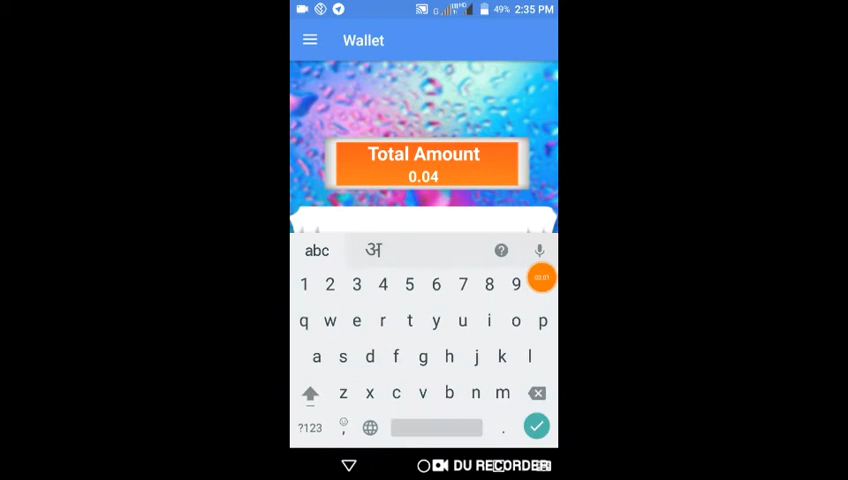 49% 2:35 PM
Wallet
Total Amount
0.04
abc अ
1 2 3 4 5 6 7 8 9
q w e r t y u i o p
a s d f g h j k l
z x c v b n m
?123 , .
DU RECORDER